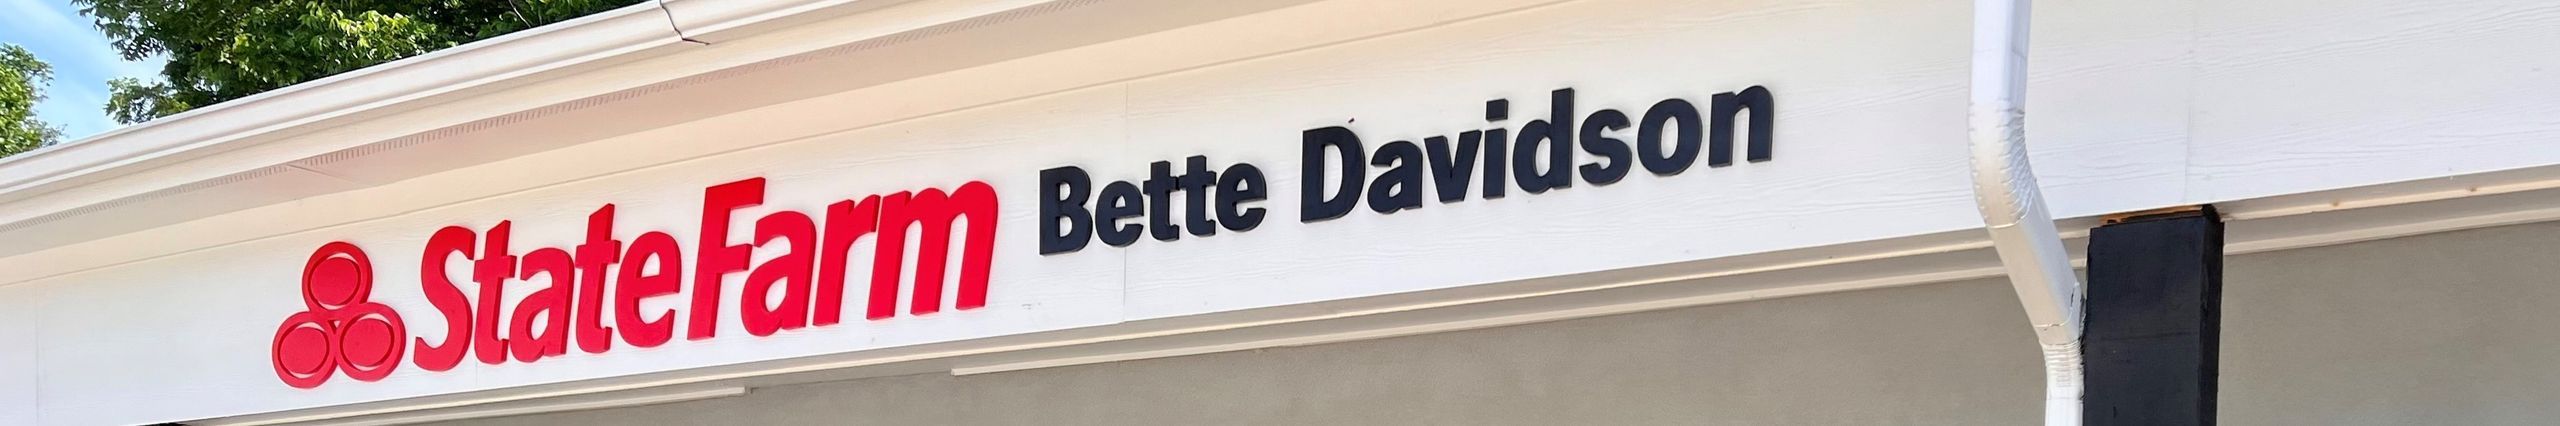 StateFarm Bette Davidson